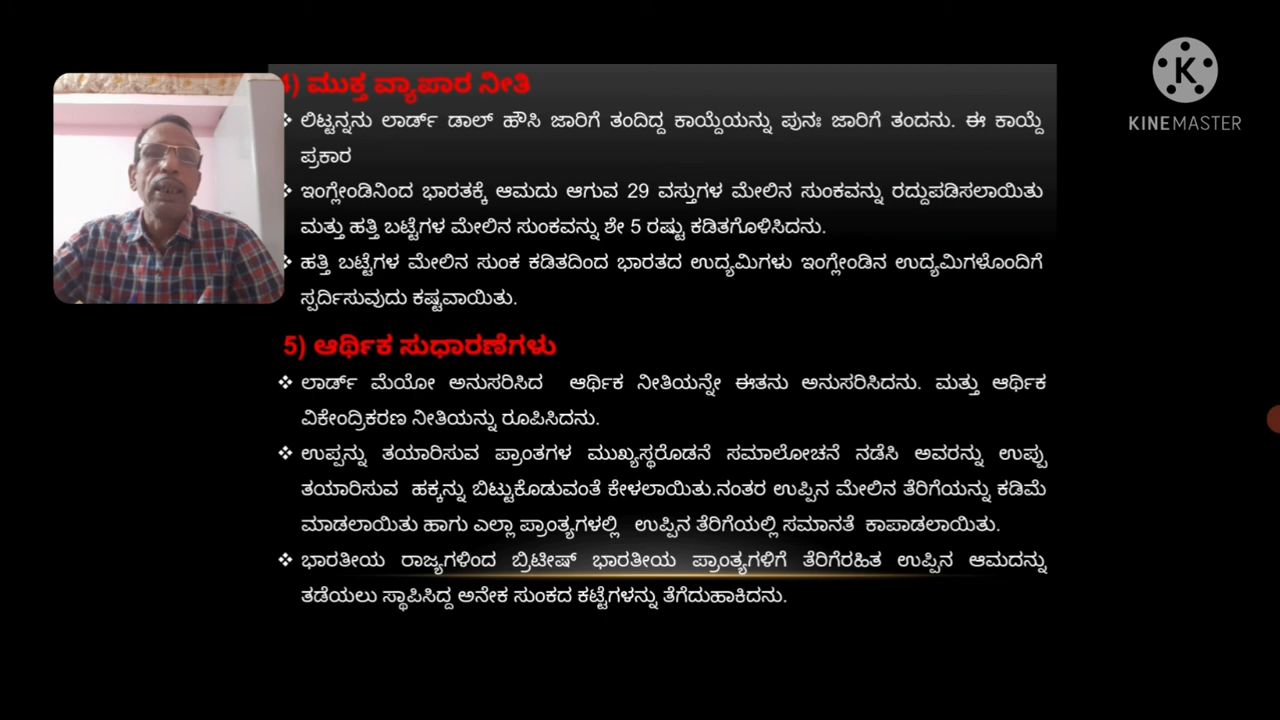 4) ಮುಕ್ತ ವ್ಯಾಪಾರ ನೀತಿ
KINEMASTER
ಲಿಟ್ಟನ್ನನು ಲಾರ್ಡ್ ಡಾಲ್ ಹೌಸಿ ಜಾರಿಗೆ ತಂದಿದ್ದ ಕಾಯ್ದೆಯನ್ನು ಪುನಃ ಜಾರಿಗೆ ತಂದನು. ಈ ಕಾಯ್ದೆ
ಪ್ರಕಾರ
ಇಂಗ್ಲೇಂಡಿನಿಂದ ಭಾರತಕ್ಕೆ ಆಮದು ಆಗುವ 29 ವಸ್ತುಗಳ ಮೇಲಿನ ಸುಂಕವನ್ನು ರದ್ದುಪಡಿಸಲಾಯಿತು
ಮತ್ತು ಹತ್ತಿ ಬಟ್ಟೆಗಳ ಮೇಲಿನ ಸುಂಕವನ್ನು ಶೇ 5 ರಷ್ಟು ಕಡಿತಗೊಳಿಸಿದನು.
ಹತ್ತಿ ಬಟ್ಟೆಗಳ ಮೇಲಿನ ಸುಂಕ ಕಡಿತದಿಂದ ಭಾರತದ ಉದ್ಯಮಿಗಳು ಇಂಗ್ಲೇಂಡಿನ ಉದ್ಯಮಿಗಳೊಂದಿಗೆ
ಸ್ಪರ್ದಿಸುವುದು ಕಷ್ಟವಾಯಿತು.
5) ಆರ್ಥಿಕ ಸುಧಾರಣೆಗಳು
❖ ಲಾರ್ಡ್ ಮೆಯೋ ಅನುಸರಿಸಿದ ಆರ್ಥಿಕ ನೀತಿಯನ್ನೇ ಈತನು ಅನುಸರಿಸಿದನು. ಮತ್ತು ಆರ್ಥಿಕ
ವಿಕೇಂದ್ರಿಕರಣ ನೀತಿಯನ್ನು ರೂಪಿಸಿದನು.
❖ ಉಪ್ಪನ್ನು ತಯಾರಿಸುವ ಪ್ರಾಂತಗಳ ಮುಖ್ಯಸ್ಥರೊಡನೆ ಸಮಾಲೋಚನೆ ನಡೆಸಿ ಅವರನ್ನು ಉಪ್ಪು
ತಯಾರಿಸುವ ಹಕ್ಕನ್ನು ಬಿಟ್ಟುಕೊಡುವಂತೆ ಕೇಳಲಾಯಿತು.ನಂತರ ಉಪ್ಪಿನ ಮೇಲಿನ ತೆರಿಗೆಯನ್ನು ಕಡಿಮೆ
ಮಾಡಲಾಯಿತು ಹಾಗು ಎಲ್ಲಾ ಪ್ರಾಂತ್ಯಗಳಲ್ಲಿ ಉಪ್ಪಿನ ತೆರಿಗೆಯಲ್ಲಿ ಸಮಾನತೆ ಕಾಪಾಡಲಾಯಿತು.
❖ ಭಾರತೀಯ ರಾಜ್ಯಗಳಿಂದ ಬ್ರಿಟೀಷ್ ಭಾರತೀಯ ಪ್ರಾಂತ್ಯಗಳಿಗೆ ತೆರಿಗೆರಹಿತ ಉಪ್ಪಿನ ಆಮದನ್ನು
ತಡೆಯಲು ಸ್ಥಾಪಿಸಿದ್ದ ಅನೇಕ ಸುಂಕದ ಕಟ್ಟೆಗಳನ್ನು ತೆಗೆದುಹಾಕಿದನು.